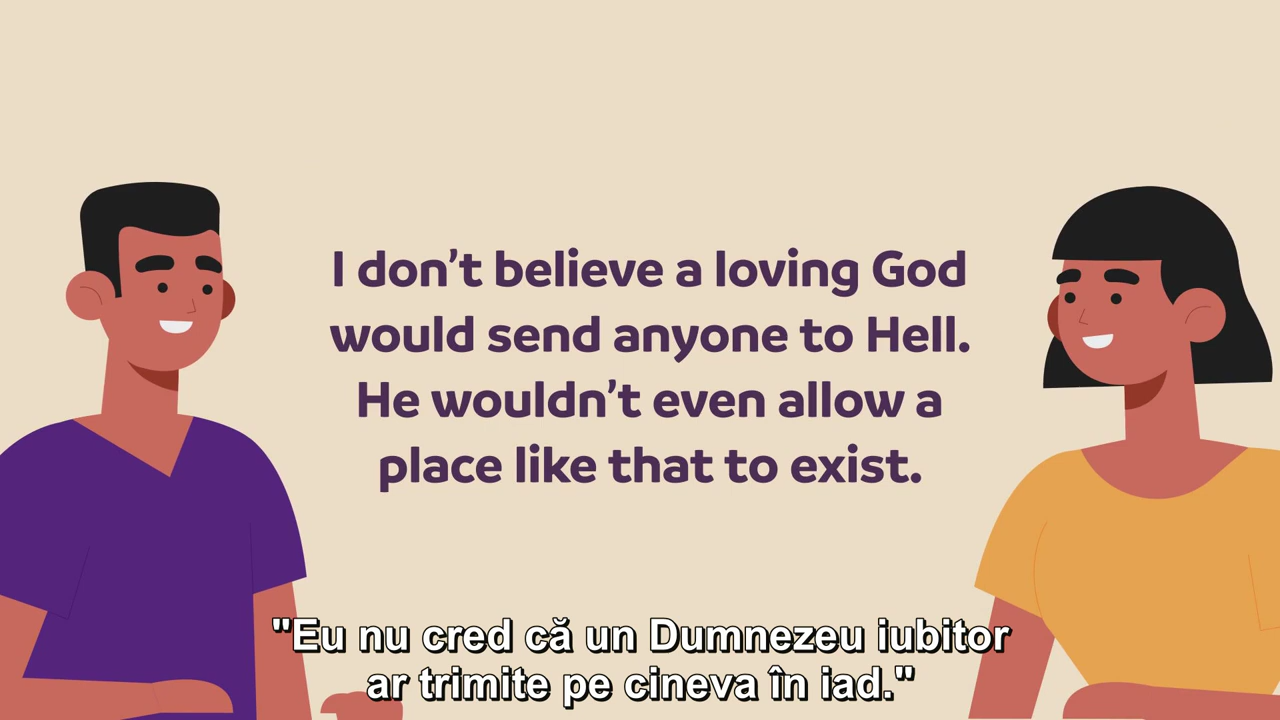 I don’t believe a loving God
would send anyone to Hell.
He wouldn’t even allow a
place like that to exist.
"Eu nu cred că un Dumnezeu iubitor
ar trimite pe cineva în iad."